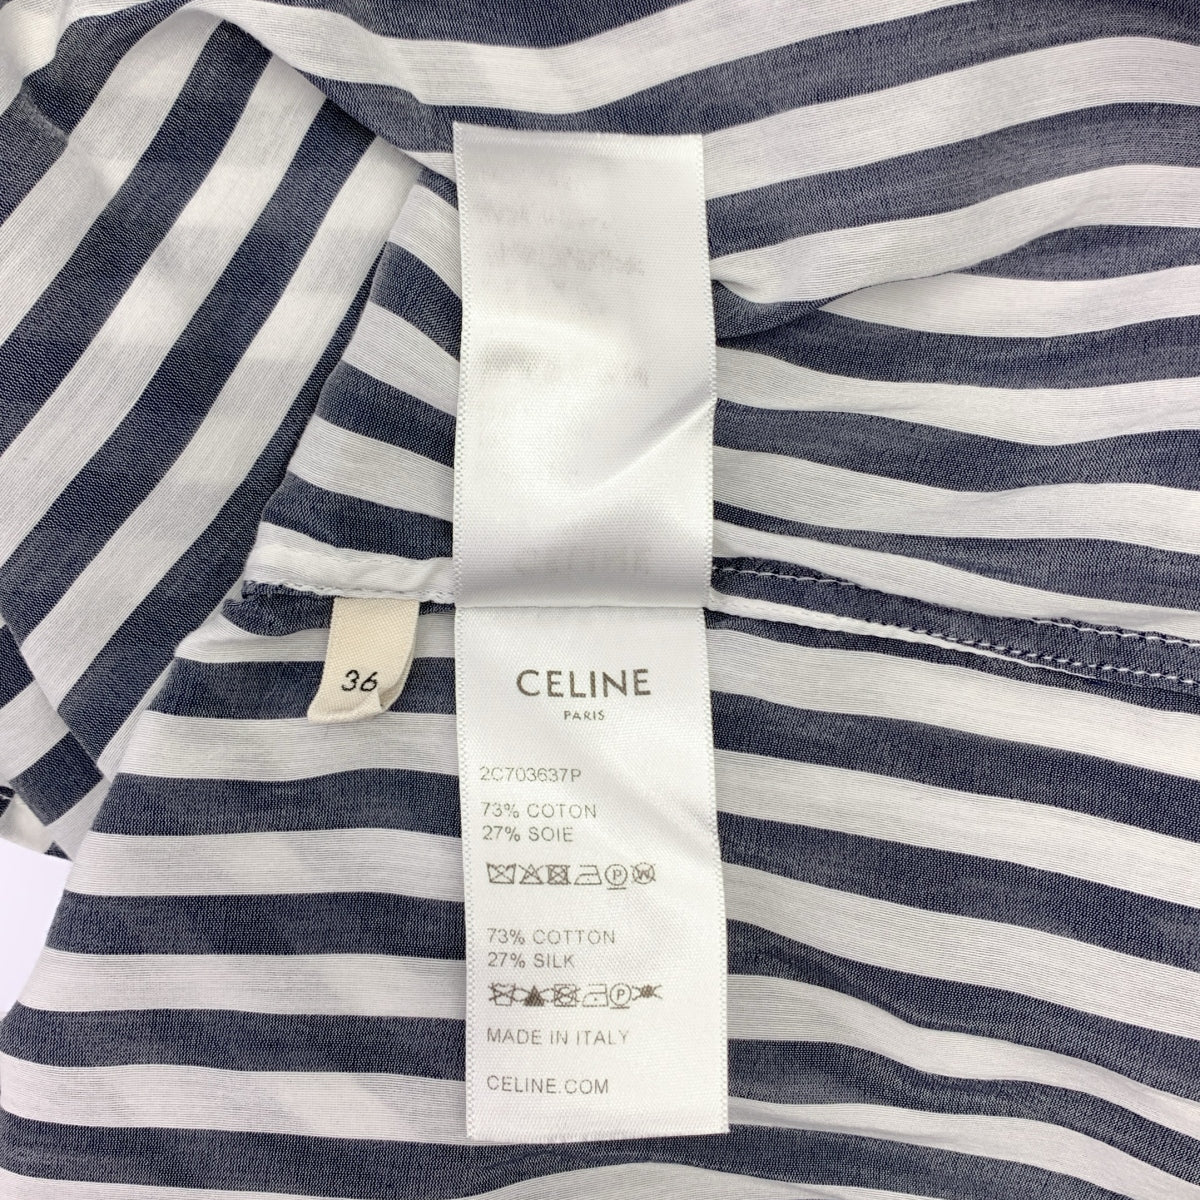 36
CELINE
PARIS
2C703637P
73% COTON
27% SOIE
73% COTTON
27% SILK
MADE IN ITALY
CELINE.COM